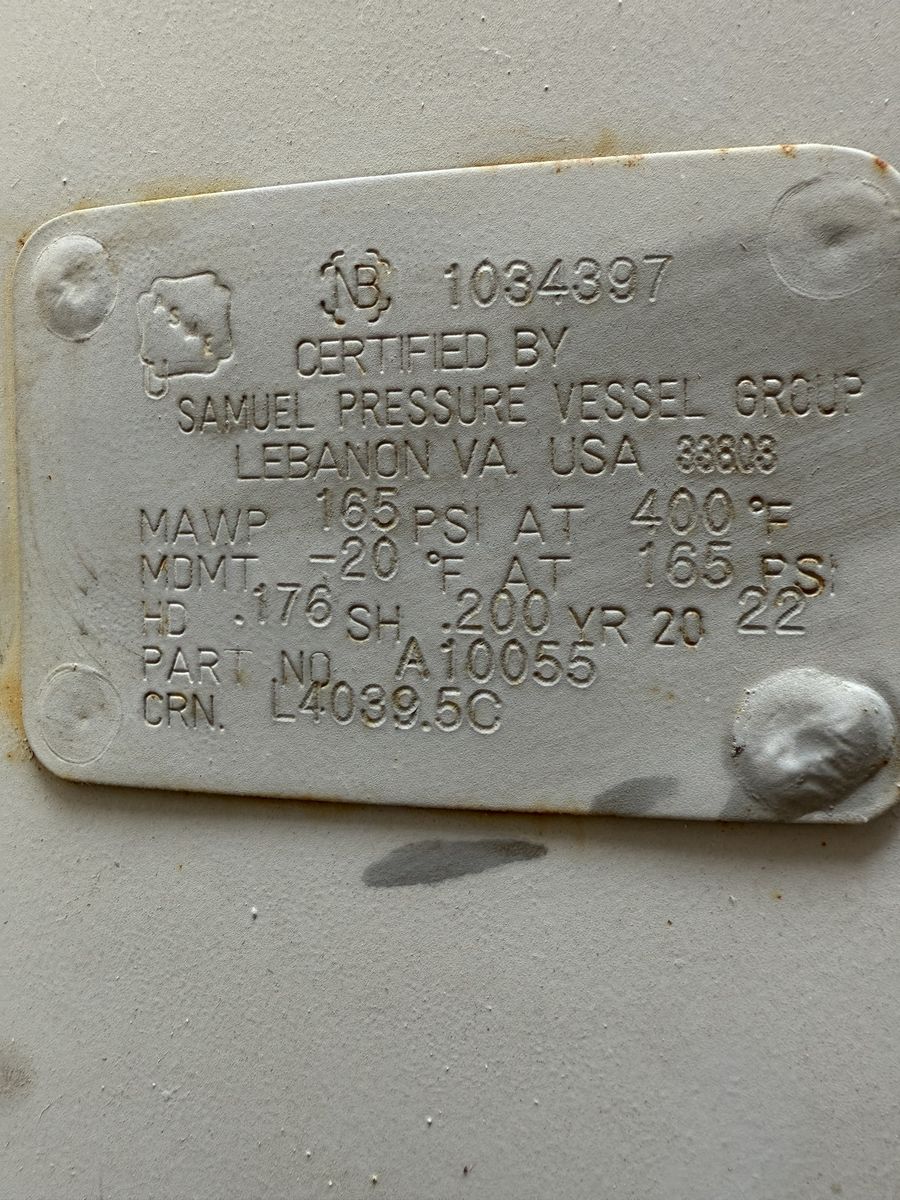 ASME
NB 1034397
CERTIFIED BY
SAMUEL PRESSURE VESSEL GROUP
LEBANON VA. USA
MAWP 165 PSI AT 400 °F
MDMT -20 °F AT 165 PSI
HD .176 SH .200 YR 20 22
PART NO. A10055
CRN. L4039.5C